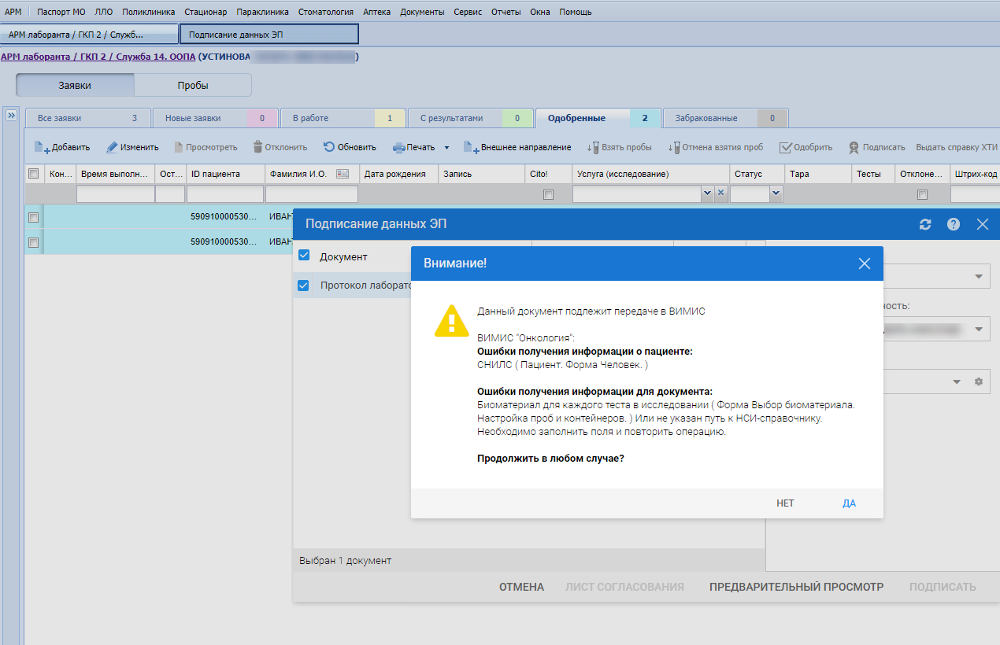 АРМ Паспорт МО ЛЛО Поликлиника Стационар Параклиника Стоматология Аптека Документы Сервис Отчеты Окна Помощь
АРМ лаборанта / ГКП 2 / Служб... Подписание данных ЭП
АРМ лаборанта / ГКП 2 / Служба 14. ООПА (УСТИНОВА )
Заявки Пробы
Все заявки 3 Новые заявки 0 В работе 1 С результатами 0 Одобренные 2 Забракованные 0
Добавить Изменить Просмотреть Отклонить Обновить Печать Внешнее направление Взять пробы Отмена взятия проб Одобрить Подписать Выдать справку ХТИ
Кон... Время выполн... Ост... ID пациента Фамилия И.О. Дата рождения Запись Cito! Услуга (исследование) Статус Тара Тесты Отклоне... Штрих-код
590910000530... ИВАН
590910000530... ИВАН
Подписание данных ЭП
Документ
Протокол лаборато
Внимание!
Данный документ подлежит передаче в ВИМИС
ВИМИС "Онкология":
Ошибки получения информации о пациенте:
СНИЛС ( Пациент. Форма Человек. )
Ошибки получения информации для документа:
Биоматериал для каждого теста в исследовании ( Форма Выбор биоматериала.
Настройка проб и контейнеров. ) Или не указан путь к НСИ-справочнику.
Необходимо заполнить поля и повторить операцию.
Продолжить в любом случае?
НЕТ ДА
ность:
Выбран 1 документ
ОТМЕНА ЛИСТ СОГЛАСОВАНИЯ ПРЕДВАРИТЕЛЬНЫЙ ПРОСМОТР ПОДПИСАТЬ